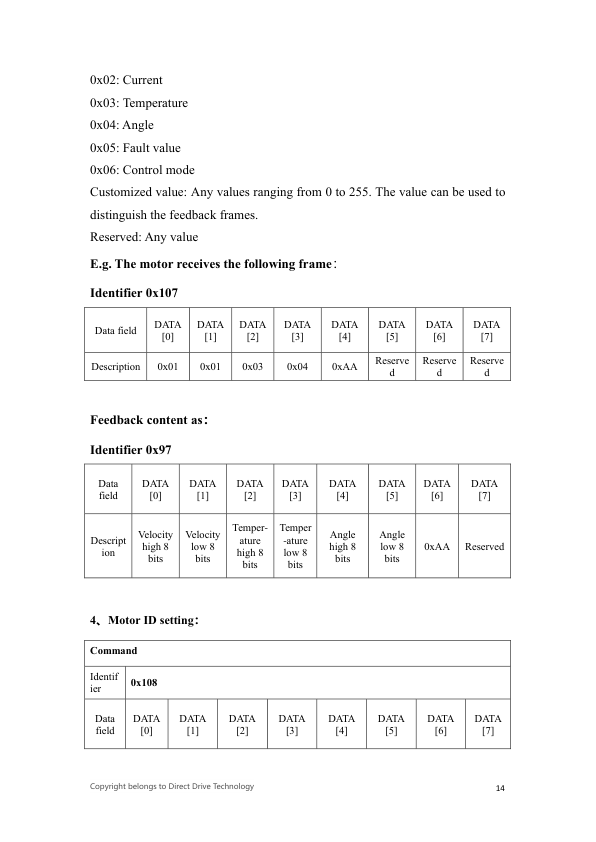 0x02: Current
0x03: Temperature
0x04: Angle
0x05: Fault value
0x06: Control mode
Customized value: Any values ranging from 0 to 255. The value can be used to
distinguish the feedback frames.
Reserved: Any value
E.g. The motor receives the following frame：
Identifier 0x107
Data field DATA [0] DATA [1] DATA [2] DATA [3] DATA [4] DATA [5] DATA [6] DATA [7]
Description 0x01 0x01 0x03 0x04 0xAA Reserve d Reserve d Reserve d
Feedback content as：
Identifier 0x97
Data field DATA [0] DATA [1] DATA [2] DATA [3] DATA [4] DATA [5] DATA [6] DATA [7]
Descript ion Velocity high 8 bits Velocity low 8 bits Temper- ature high 8 bits Temper -ature low 8 bits Angle high 8 bits Angle low 8 bits 0xAA Reserved
4、Motor ID setting：
Command
Identif ier 0x108
Data field DATA [0] DATA [1] DATA [2] DATA [3] DATA [4] DATA [5] DATA [6] DATA [7]
Copyright belongs to Direct Drive Technology 14